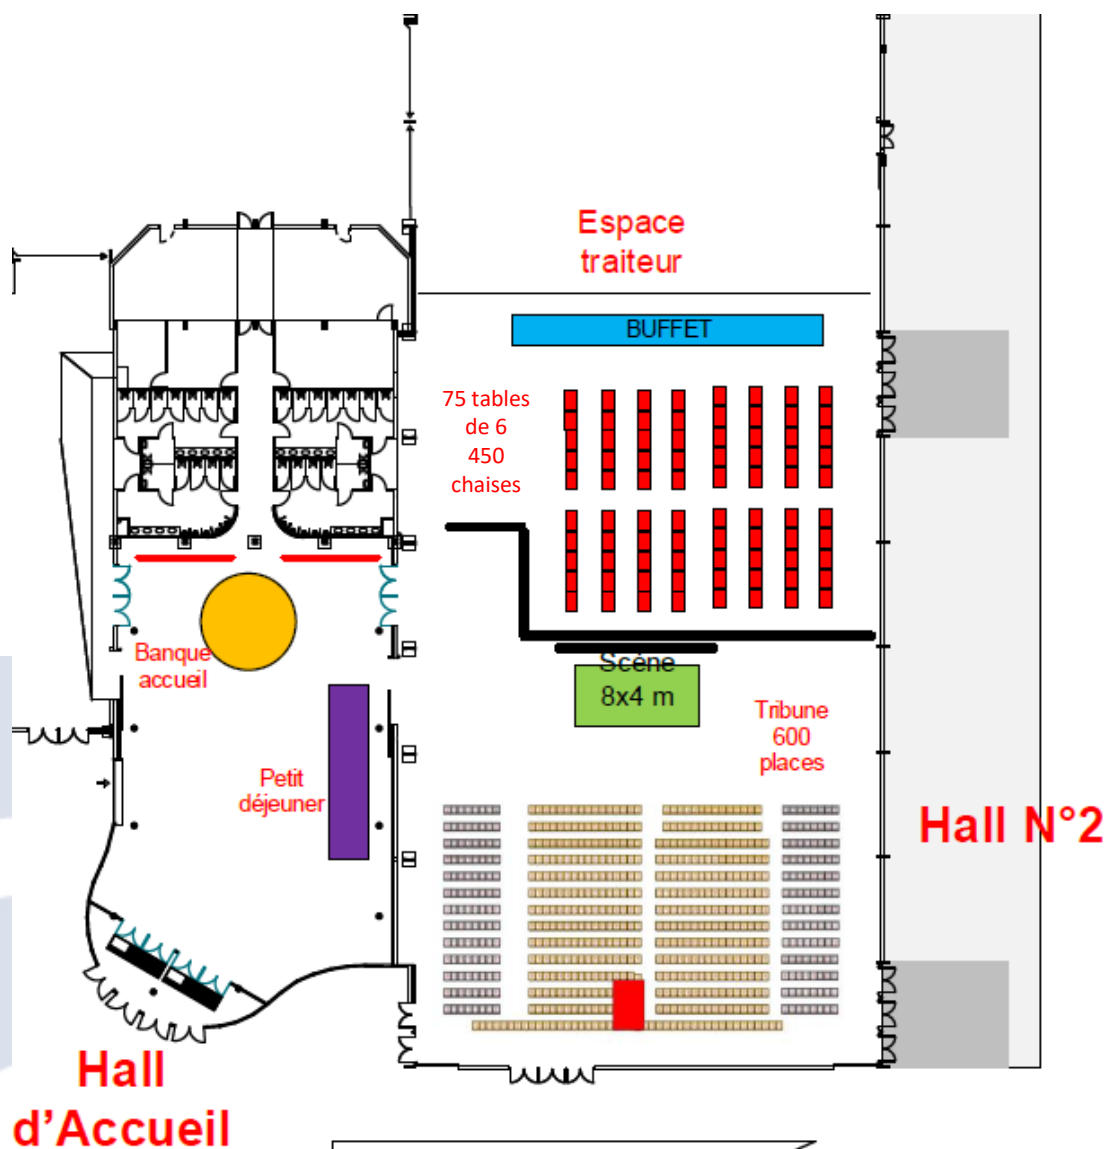 Espace
traiteur
BUFFET
75 tables
de 6
450
chaises
Banque
accueil
Scène
8x4 m
Tribune
600
places
Petit
déjeuner
Hall N°2
Hall
d’Accueil